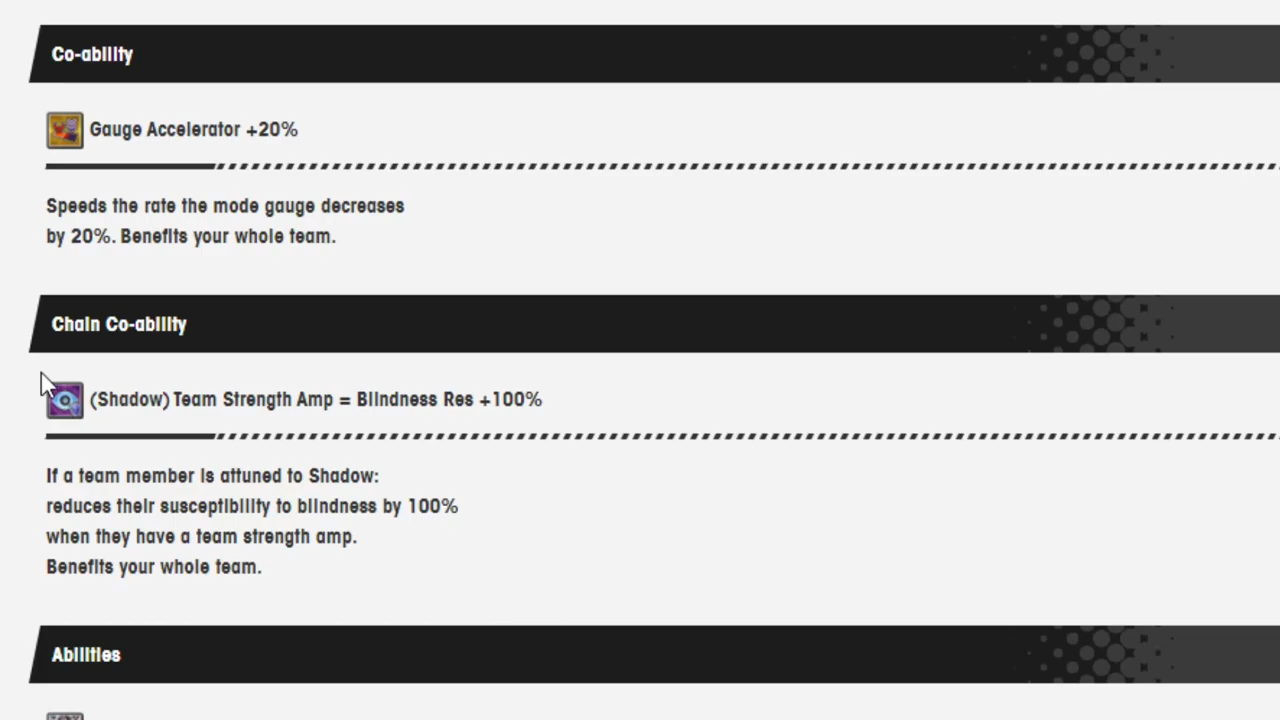 Co-ability
Gauge Accelerator +20%
Speeds the rate the mode gauge decreases
by 20%. Benefits your whole team.
Chain Co-ability
(Shadow) Team Strength Amp = Blindness Res +100%
If a team member is attuned to Shadow:
reduces their susceptibility to blindness by 100%
when they have a team strength amp.
Benefits your whole team.
Abilities